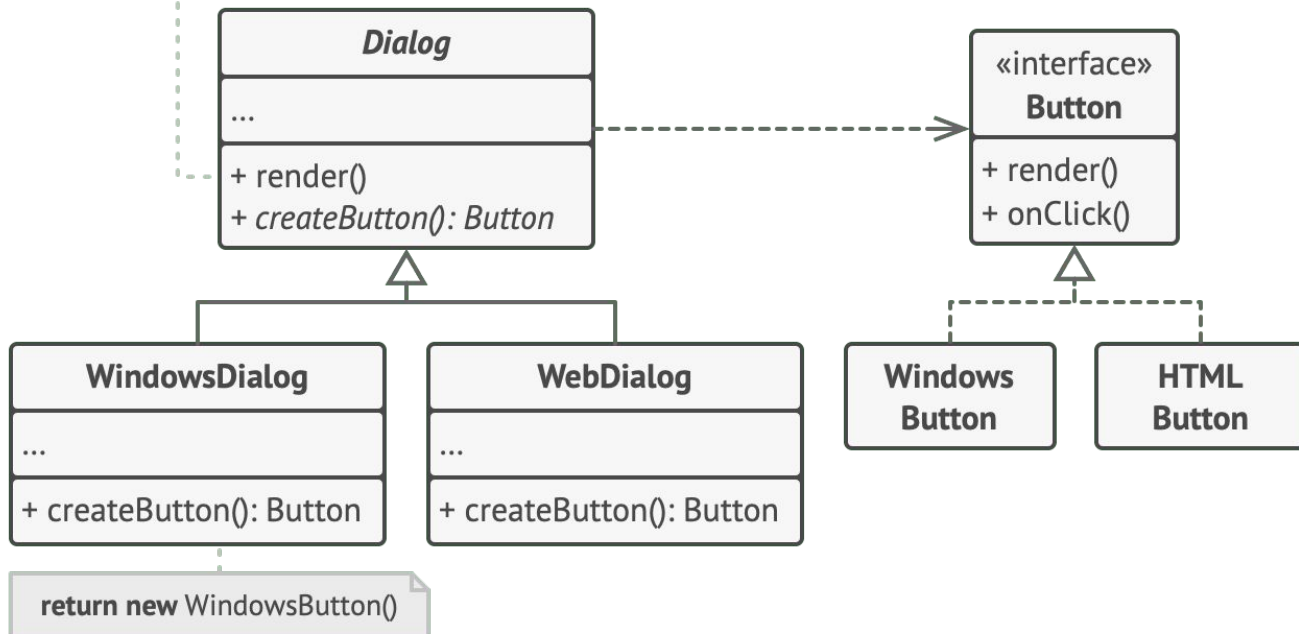 Dialog
...
+ render()
+ createButton(): Button
«interface»
Button
+ render()
+ onClick()
WindowsDialog
...
+ createButton(): Button
WebDialog
...
+ createButton(): Button
Windows
Button
HTML
Button
return new WindowsButton()